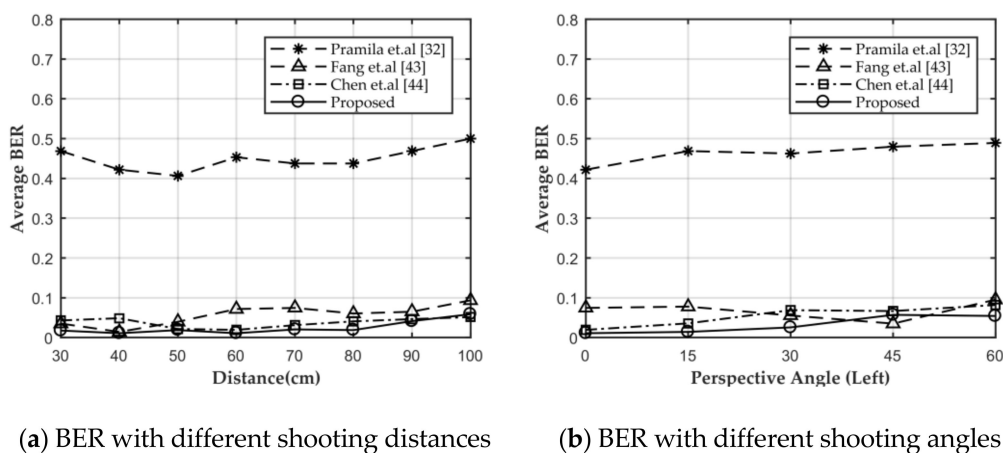 0.8
0.7
0.6
0.5
0.4
0.3
0.2
0.1
0
Average BER
Pramila et.al [32]
Fang et.al [43]
Chen et.al [44]
Proposed
30 40 50 60 70 80 90 100
Distance(cm)
(a) BER with different shooting distances
0.8
0.7
0.6
0.5
0.4
0.3
0.2
0.1
0
Average BER
Pramila et.al [32]
Fang et.al [43]
Chen et.al [44]
Proposed
0 15 30 45 60
Perspective Angle (Left)
(b) BER with different shooting angles